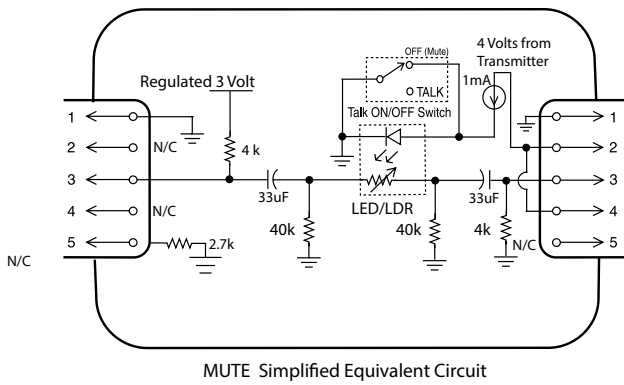 OFF (Mute)
4 Volts from
Transmitter
TALK
1mA
Regulated 3 Volt
Talk ON/OFF Switch
1
2
N/C
3
4 k
33uF
LED/LDR
33uF
4
N/C
40k
40k
4k
5
2.7k
N/C
N/C
1
2
3
4
5
MUTE Simplified Equivalent Circuit